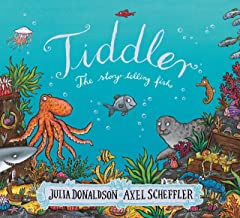 Tiddler
The story-telling fish
JULIA DONALDSON AXEL SCHEFFLER